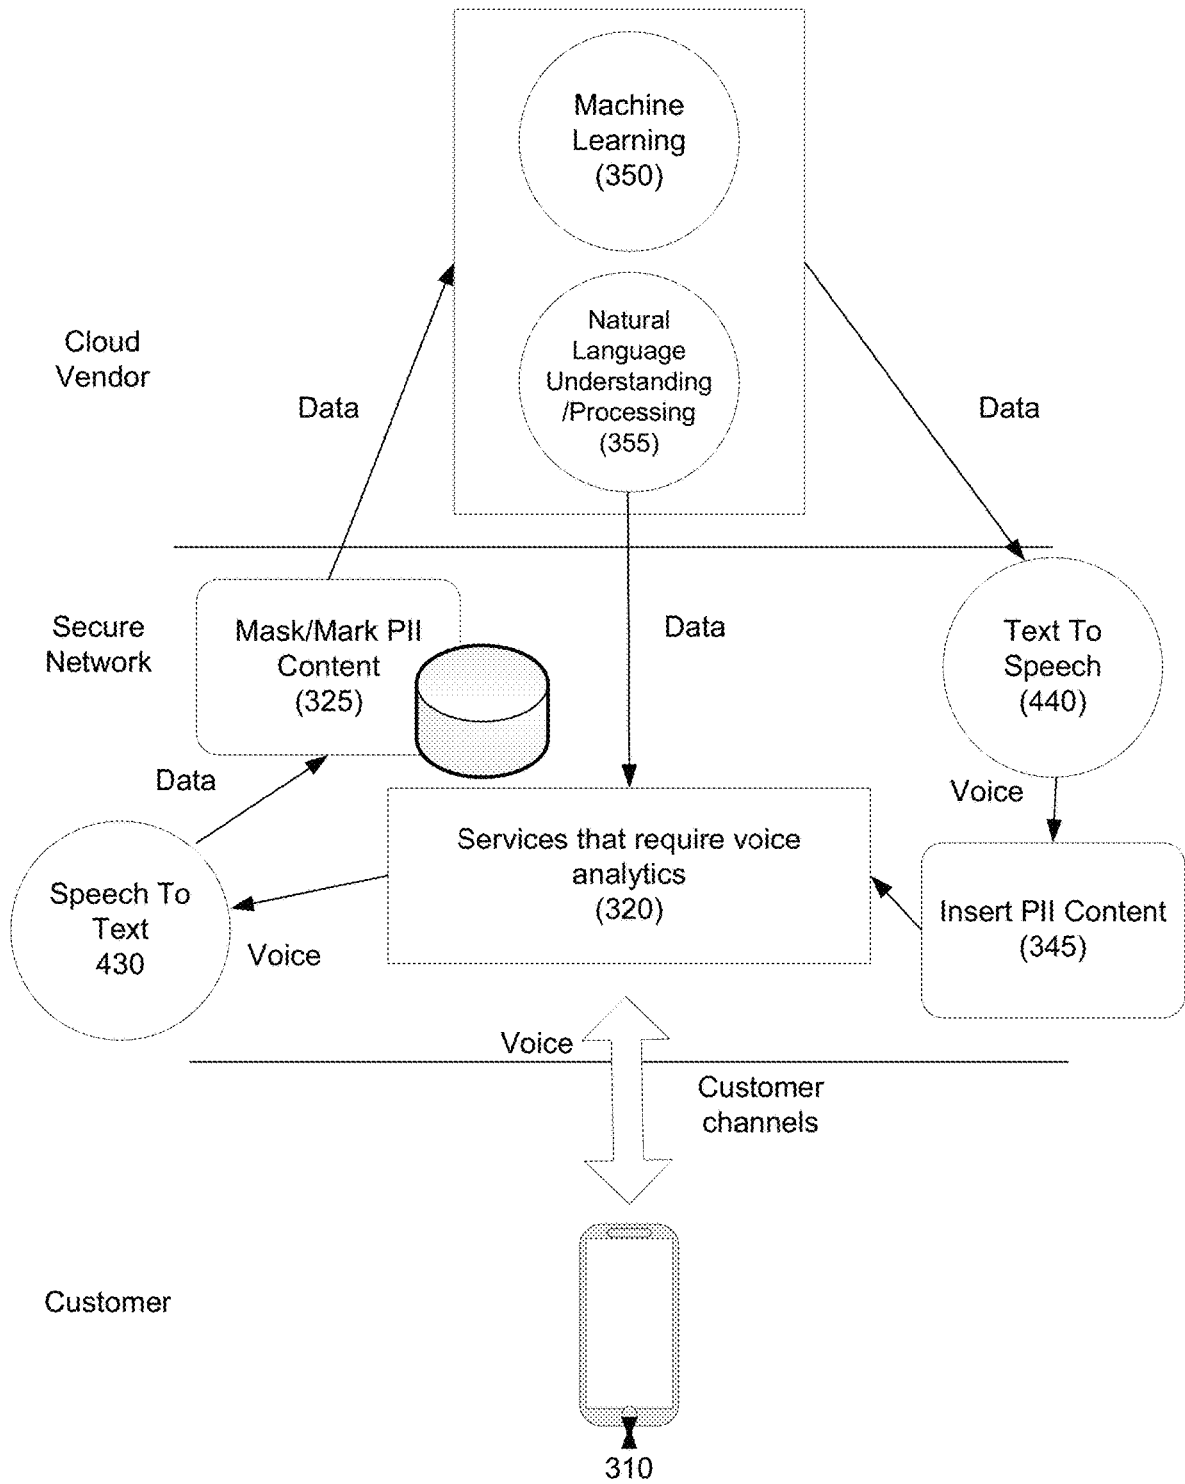 Machine
Learning
(350)
Natural
Language
Understanding
/Processing
(355)
Cloud
Vendor
Data
Data
Secure
Network
Mask/Mark PII
Content
(325)
Data
Text To
Speech
(440)
Data
Voice
Services that require voice
analytics
(320)
Speech To
Text
430
Voice
Insert PII Content
(345)
Voice
Customer
channels
Customer
310